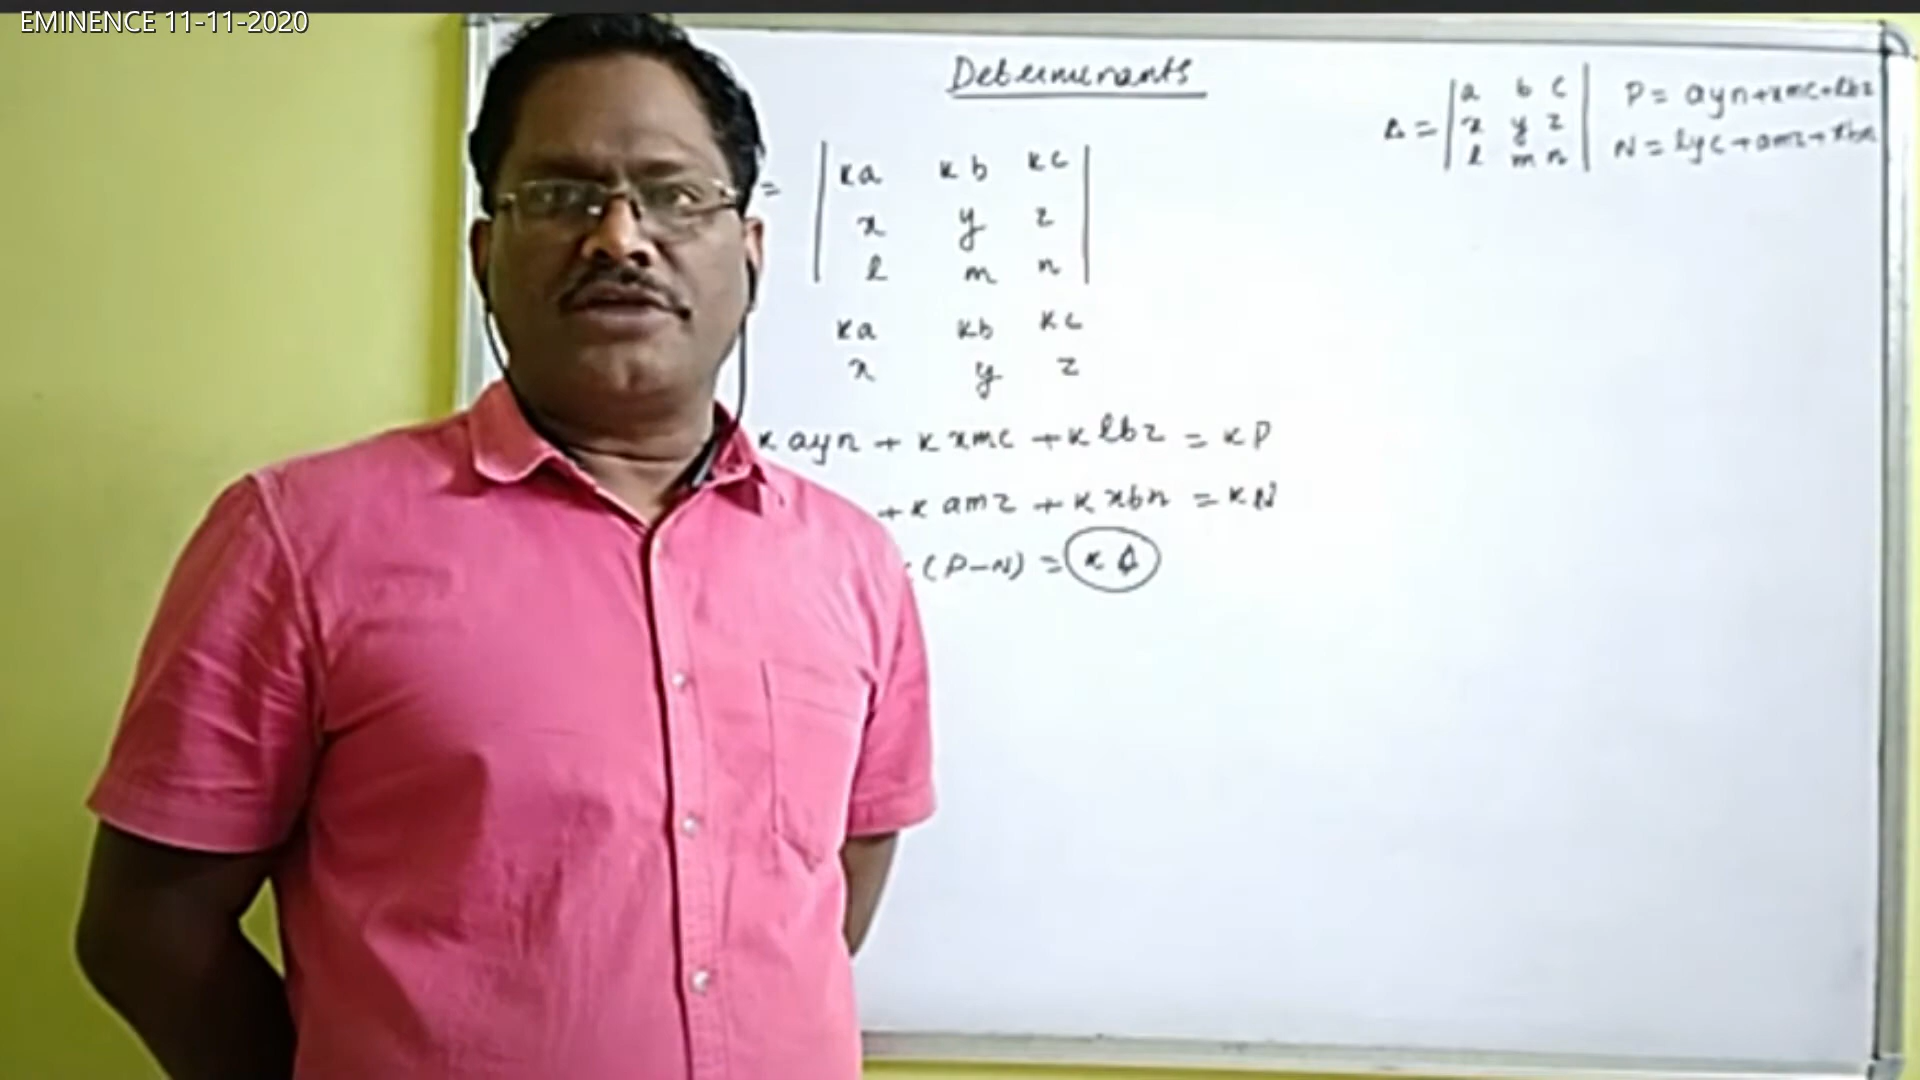 EMINENCE 11-11-2020
Determinants
Δ = | a b c | P = ayn+xmc+lbz
| x y z | N = lyc+amz+xbn
| l m n |
= | ka kb kc |
| x y z |
| l m n |
ka kb kc
x y z
k ayn + k xmc + k lbz = kP
+ k amz + k xbn = kN
(P-N) = kΔ